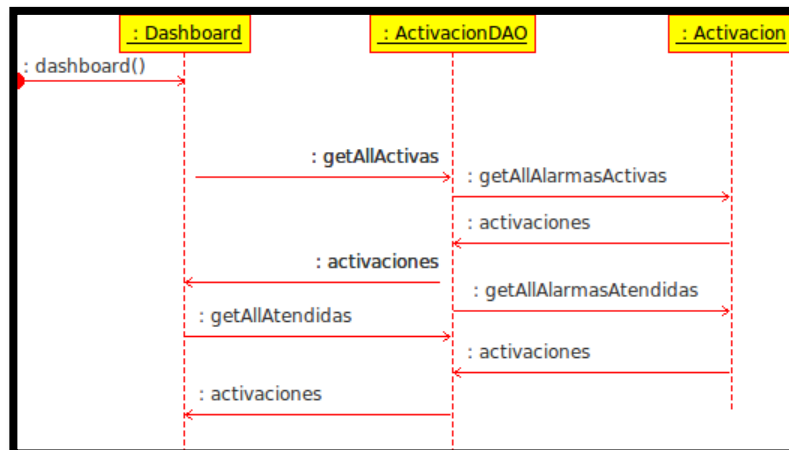 : Dashboard
: ActivacionDAO
: Activacion
: dashboard()
: getAllActivas
: getAllAlarmasActivas
: activaciones
: activaciones
: getAllAlarmasAtendidas
: getAllAtendidas
: activaciones
: activaciones